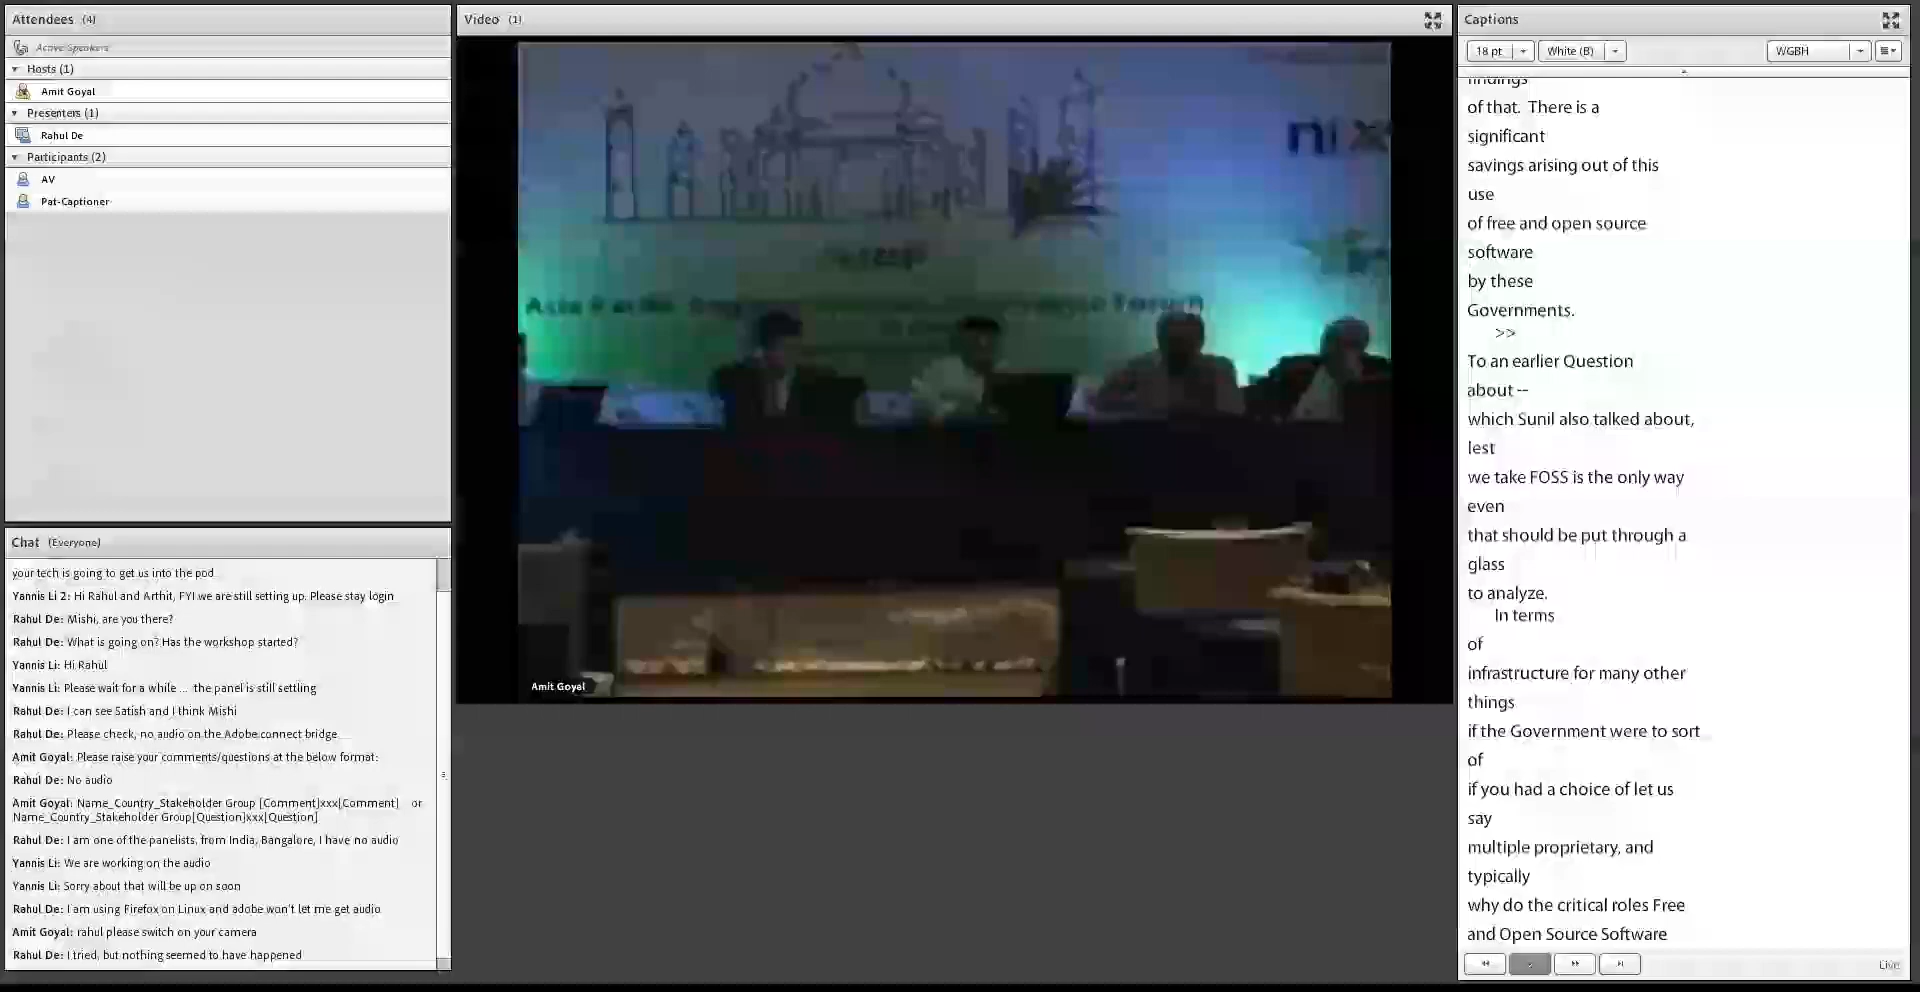 Attendees (4)
Active Speakers
Hosts (1)
Amit Goyal
Presenters (1)
Rahul De
Participants (2)
AV
Pat-Captioner
Chat (Everyone)
your tech is going to get us into the pod
Yannis Li 2: Hi Rahul and Arthit, FYI we are still setting up. Please stay login
Rahul De: Mishi, are you there?
Rahul De: What is going on? Has the workshop started?
Yannis Li: Hi Rahul
Yannis Li: Please wait for a while ... the panel is still settling
Rahul De: I can see Satish and I think Mishi
Rahul De: Please check, no audio on the Adobe connect bridge
Amit Goyal: Please raise your comments/questions at the below format:
Rahul De: No audio
Amit Goyal: Name_Country_Stakeholder Group [Comment]xxx[Comment] or
Name_Country_Stakeholder Group[Question]xxx[Question]
Rahul De: I am one of the panelists, from India, Bangalore, I have no audio
Yannis Li: We are working on the audio
Yannis Li: Sorry about that will be up on soon
Rahul De: I am using Firefox on Linux and adobe won't let me get audio
Amit Goyal: rahul please switch on your camera
Rahul De: I tried, but nothing seemed to have happened
Video (1)
Amit Goyal
Captions
18 pt
White (B)
WGBH
findings
of that. There is a
significant
savings arising out of this
use
of free and open source
software
by these
Governments.
>>
To an earlier Question
about --
which Sunil also talked about,
lest
we take FOSS is the only way
even
that should be put through a
glass
to analyze.
In terms
of
infrastructure for many other
things
if the Government were to sort
of
if you had a choice of let us
say
multiple proprietary, and
typically
why do the critical roles Free
and Open Source Software
Live